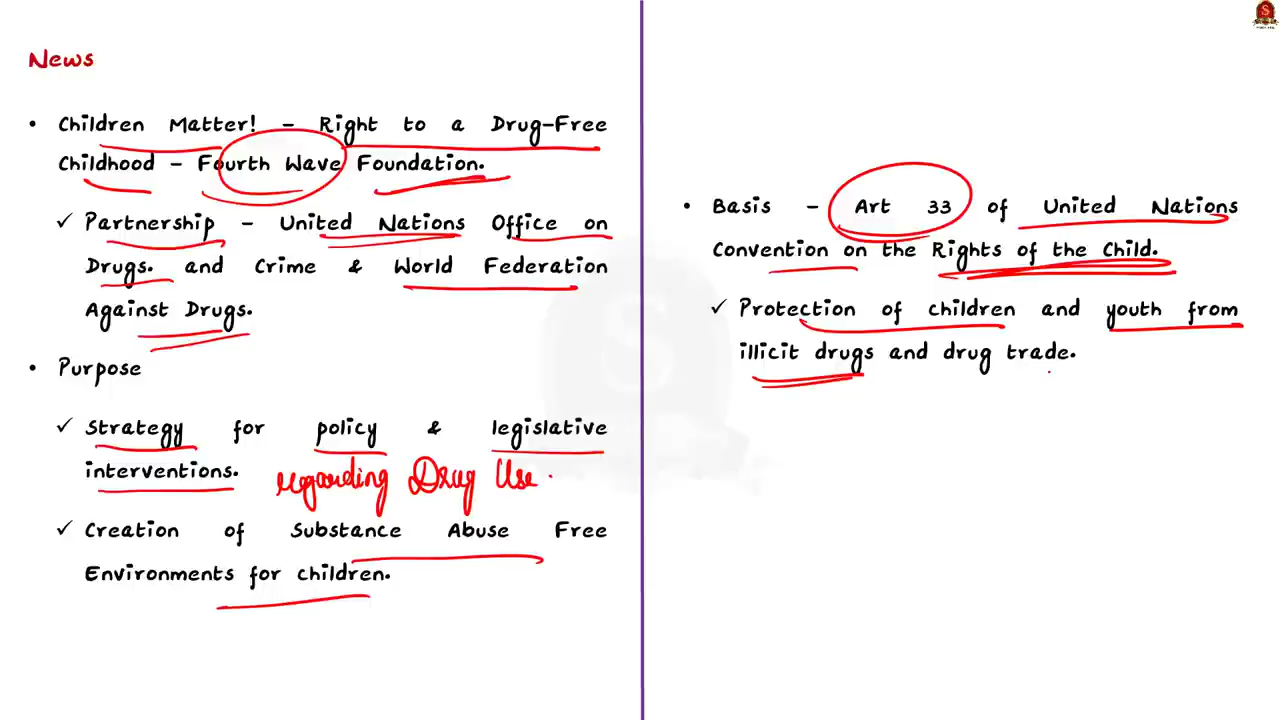 News
• Children Matter! – Right to a Drug-Free
Childhood – Fourth Wave Foundation.
✓ Partnership – United Nations Office on
Drugs. and Crime & World Federation
Against Drugs.
• Purpose
✓ Strategy for policy & legislative
interventions. regarding Drug Use.
✓ Creation of Substance Abuse Free
Environments for children.
• Basis – Art 33 of United Nations
Convention on the Rights of the Child.
✓ Protection of children and youth from
illicit drugs and drug trade.